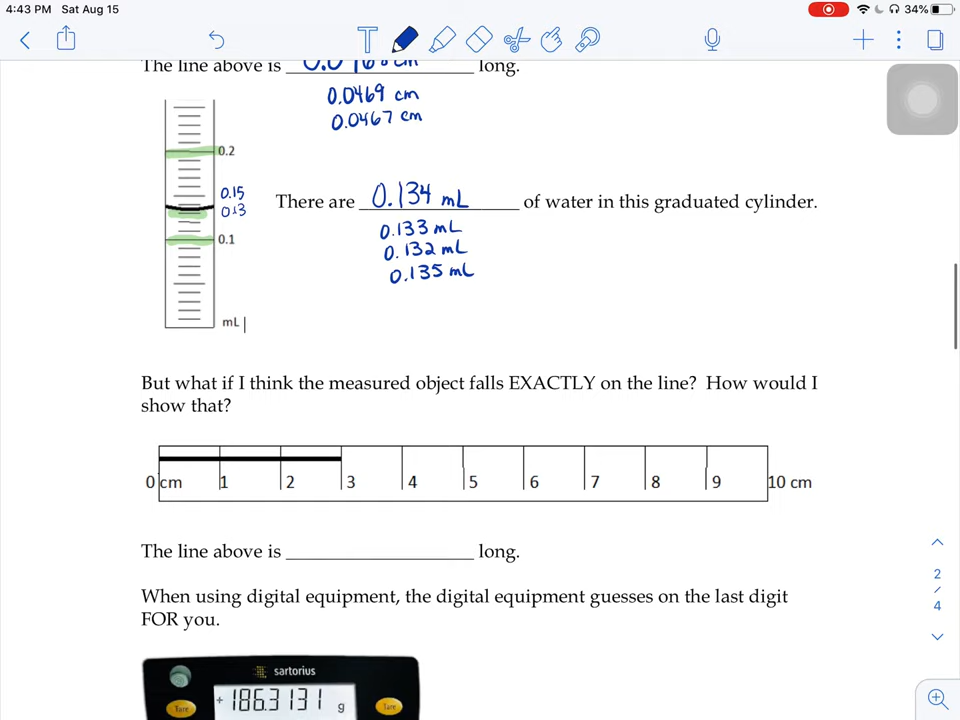 4:43 PM Sat Aug 15
34%
T
The line above is cm long.
0.0469 cm
0.0467 cm
0.2
0.15
0.13
0.1
mL
There are 0.134 mL of water in this graduated cylinder.
0.133 mL
0.132 mL
0.135 mL
But what if I think the measured object falls EXACTLY on the line? How would I
show that?
0 cm 1 2 3 4 5 6 7 8 9 10 cm
The line above is ____________________ long.
When using digital equipment, the digital equipment guesses on the last digit
FOR you.
sartorius
Tare +186.3131 g Tare
2
/
4